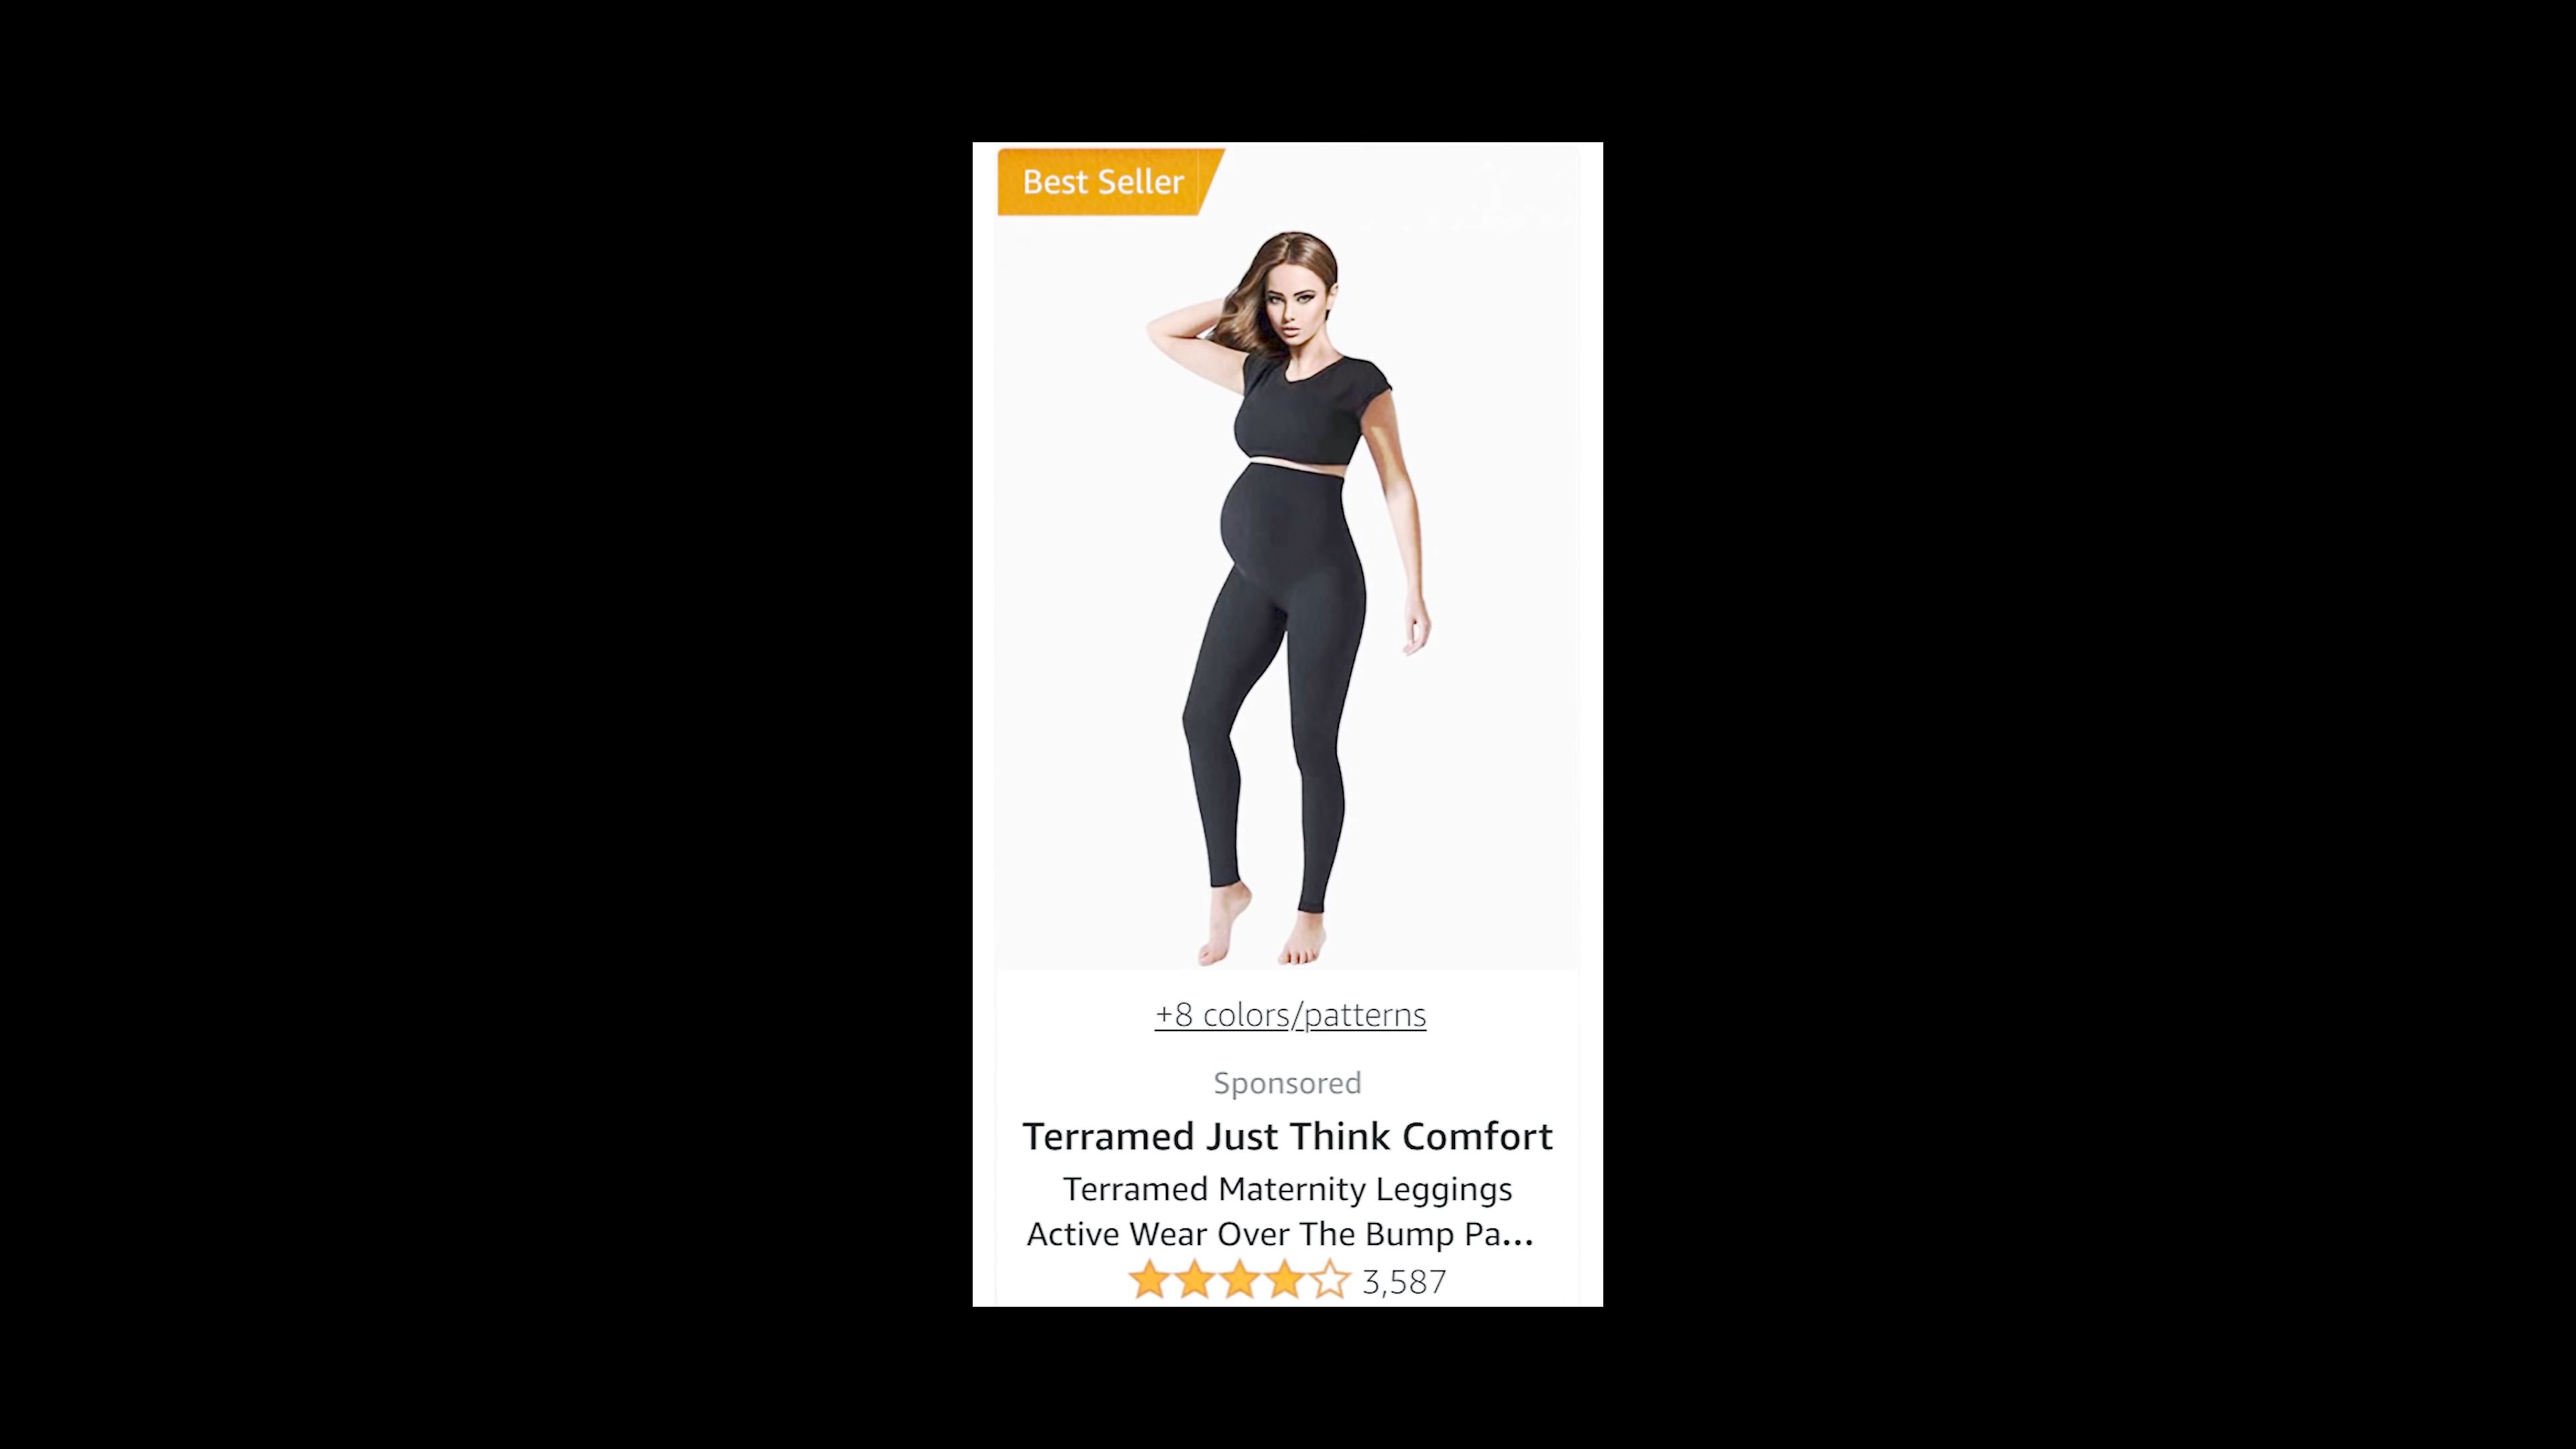 Best Seller
+8 colors/patterns
Sponsored
Terramed Just Think Comfort
Terramed Maternity Leggings
Active Wear Over The Bump Pa...
3,587